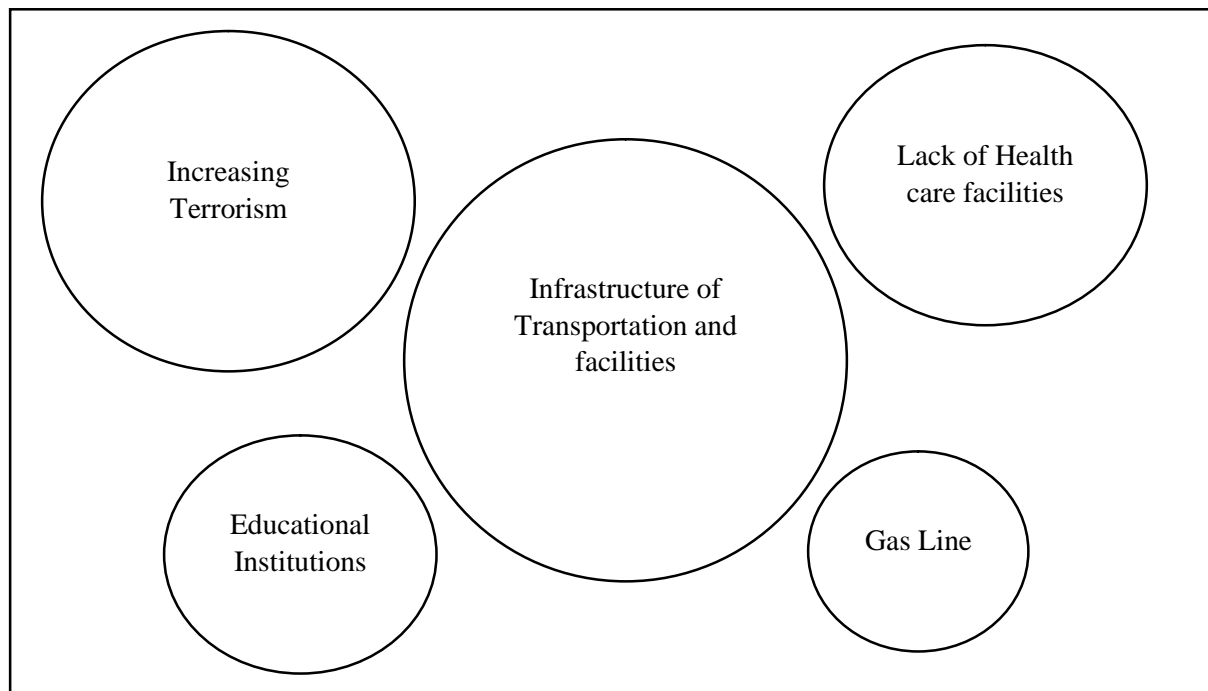 Increasing
Terrorism
Lack of Health
care facilities
Infrastructure of
Transportation and
facilities
Educational
Institutions
Gas Line